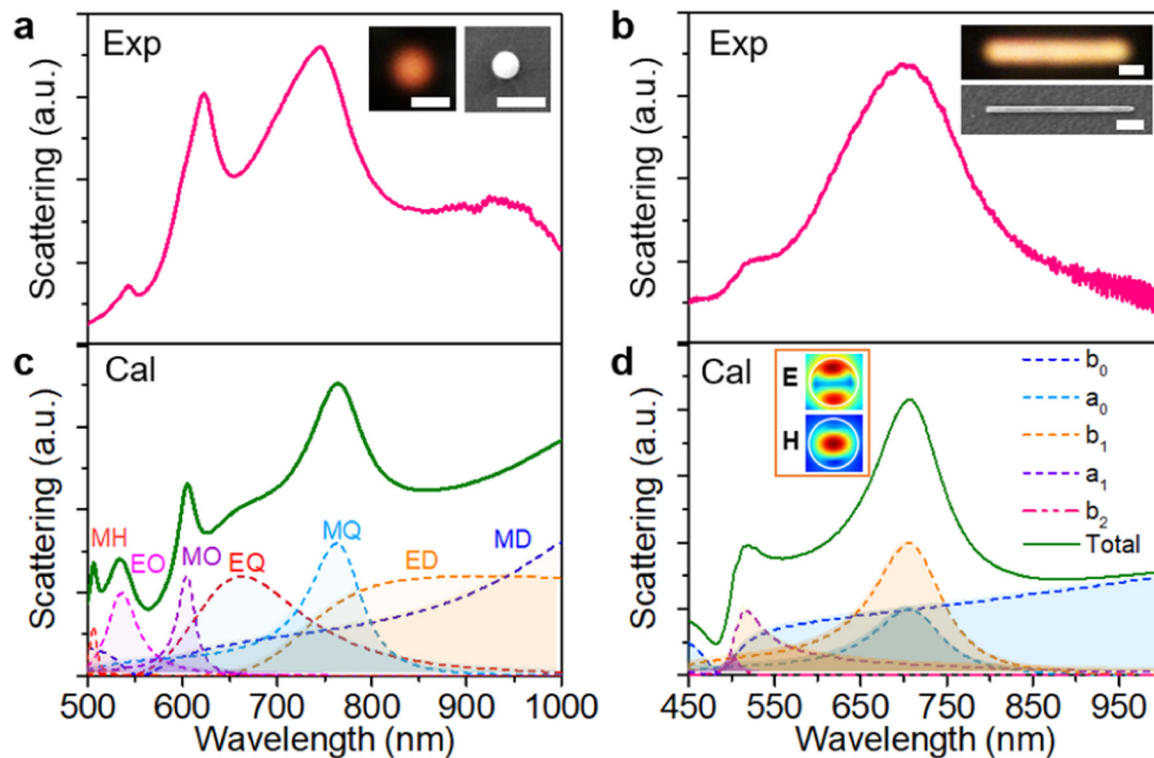 a
Exp
Scattering (a.u.)
b
Exp
Scattering (a.u.)
c
Cal
MH
EO
MO
EQ
MQ
ED
MD
Scattering (a.u.)
500 600 700 800 900 1000
Wavelength (nm)
d
Cal
E
H
b₀
a₀
b₁
a₁
b₂
Total
Scattering (a.u.)
450 550 650 750 850 950
Wavelength (nm)